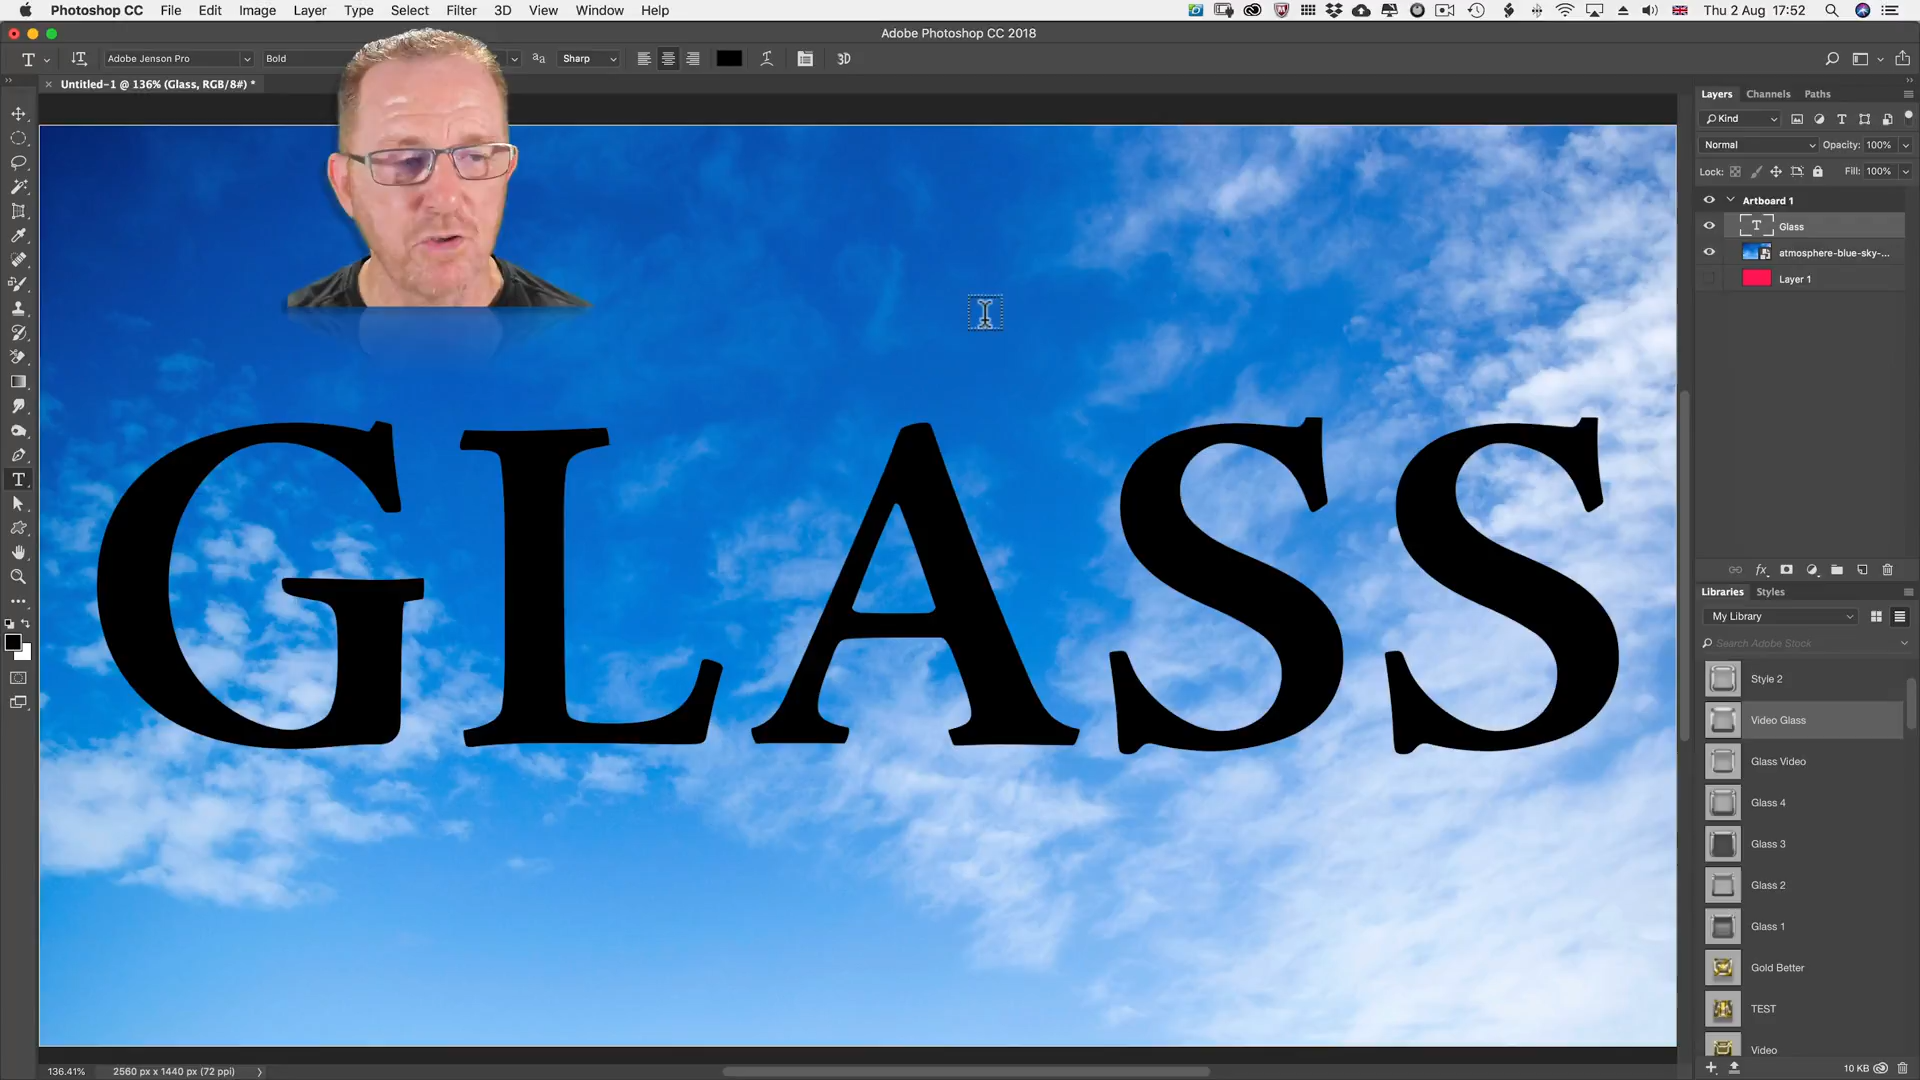 Photoshop CC File Edit Image Layer Type Select Filter 3D View Window Help Thu 2 Aug 17:52
Adobe Photoshop CC 2018
T Adobe Jenson Pro Bold aa Sharp 3D
Untitled-1 @ 136% (Glass, RGB/8#) *
Layers Channels Paths
Kind
Normal Opacity: 100%
Lock: Fill: 100%
Artboard 1
T Glass
atmosphere-blue-sky-...
Layer 1
GLASS
Libraries Styles
My Library
Search Adobe Stock
Style 2
Video Glass
Glass Video
Glass 4
Glass 3
Glass 2
Glass 1
Gold Better
TEST
Video
136.41% 2560 px x 1440 px (72 ppi) 10 KB